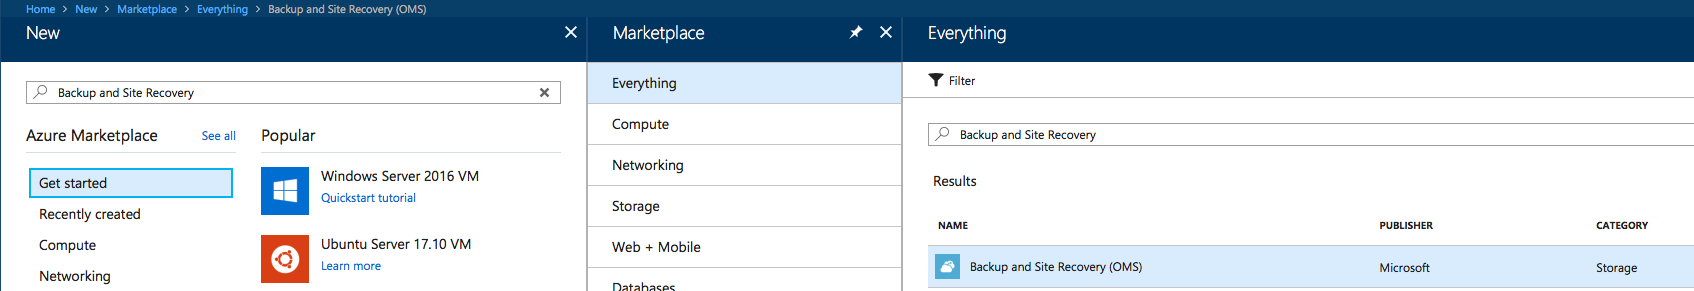 Home > New > Marketplace > Everything > Backup and Site Recovery (OMS)
New
Backup and Site Recovery
Azure Marketplace
See all
Get started
Recently created
Compute
Networking
Popular
Windows Server 2016 VM
Quickstart tutorial
Ubuntu Server 17.10 VM
Learn more
Marketplace
Everything
Compute
Networking
Storage
Web + Mobile
Databases
Everything
Filter
Backup and Site Recovery
Results
NAME PUBLISHER CATEGORY
Backup and Site Recovery (OMS) Microsoft Storage